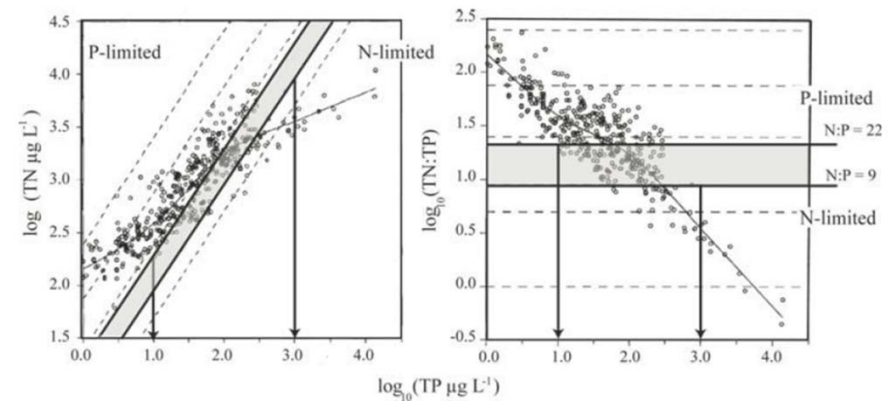 4.5
4.0
3.5
3.0
2.5
2.0
1.5
0.0
1.0
2.0
3.0
4.0
log (TN µg L-1)
P-limited
N-limited
2.5
2.0
1.5
1.0
0.5
0.0
-0.5
0.0
1.0
2.0
3.0
4.0
log10(TN:TP)
P-limited
N:P = 22
N:P = 9
N-limited
log10(TP µg L-1)